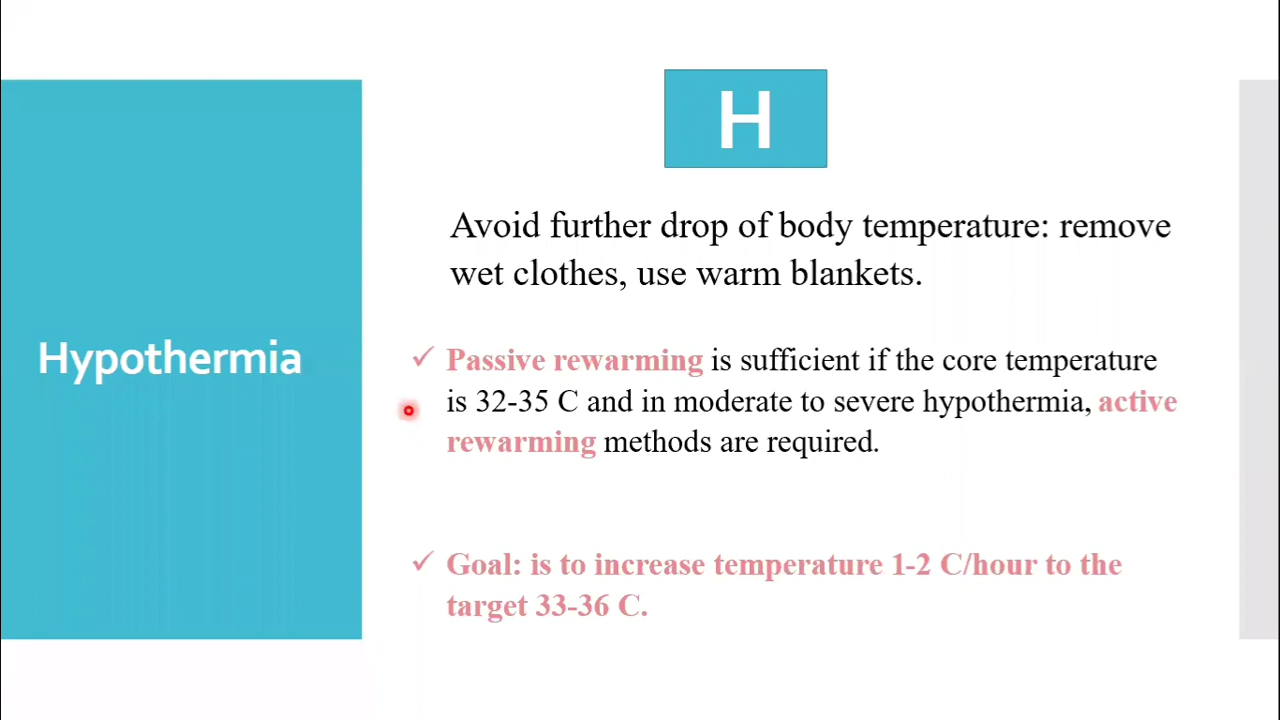 H
Hypothermia
Avoid further drop of body temperature: remove
wet clothes, use warm blankets.
✓ Passive rewarming is sufficient if the core temperature
is 32-35 C and in moderate to severe hypothermia, active
rewarming methods are required.
✓ Goal: is to increase temperature 1-2 C/hour to the
target 33-36 C.